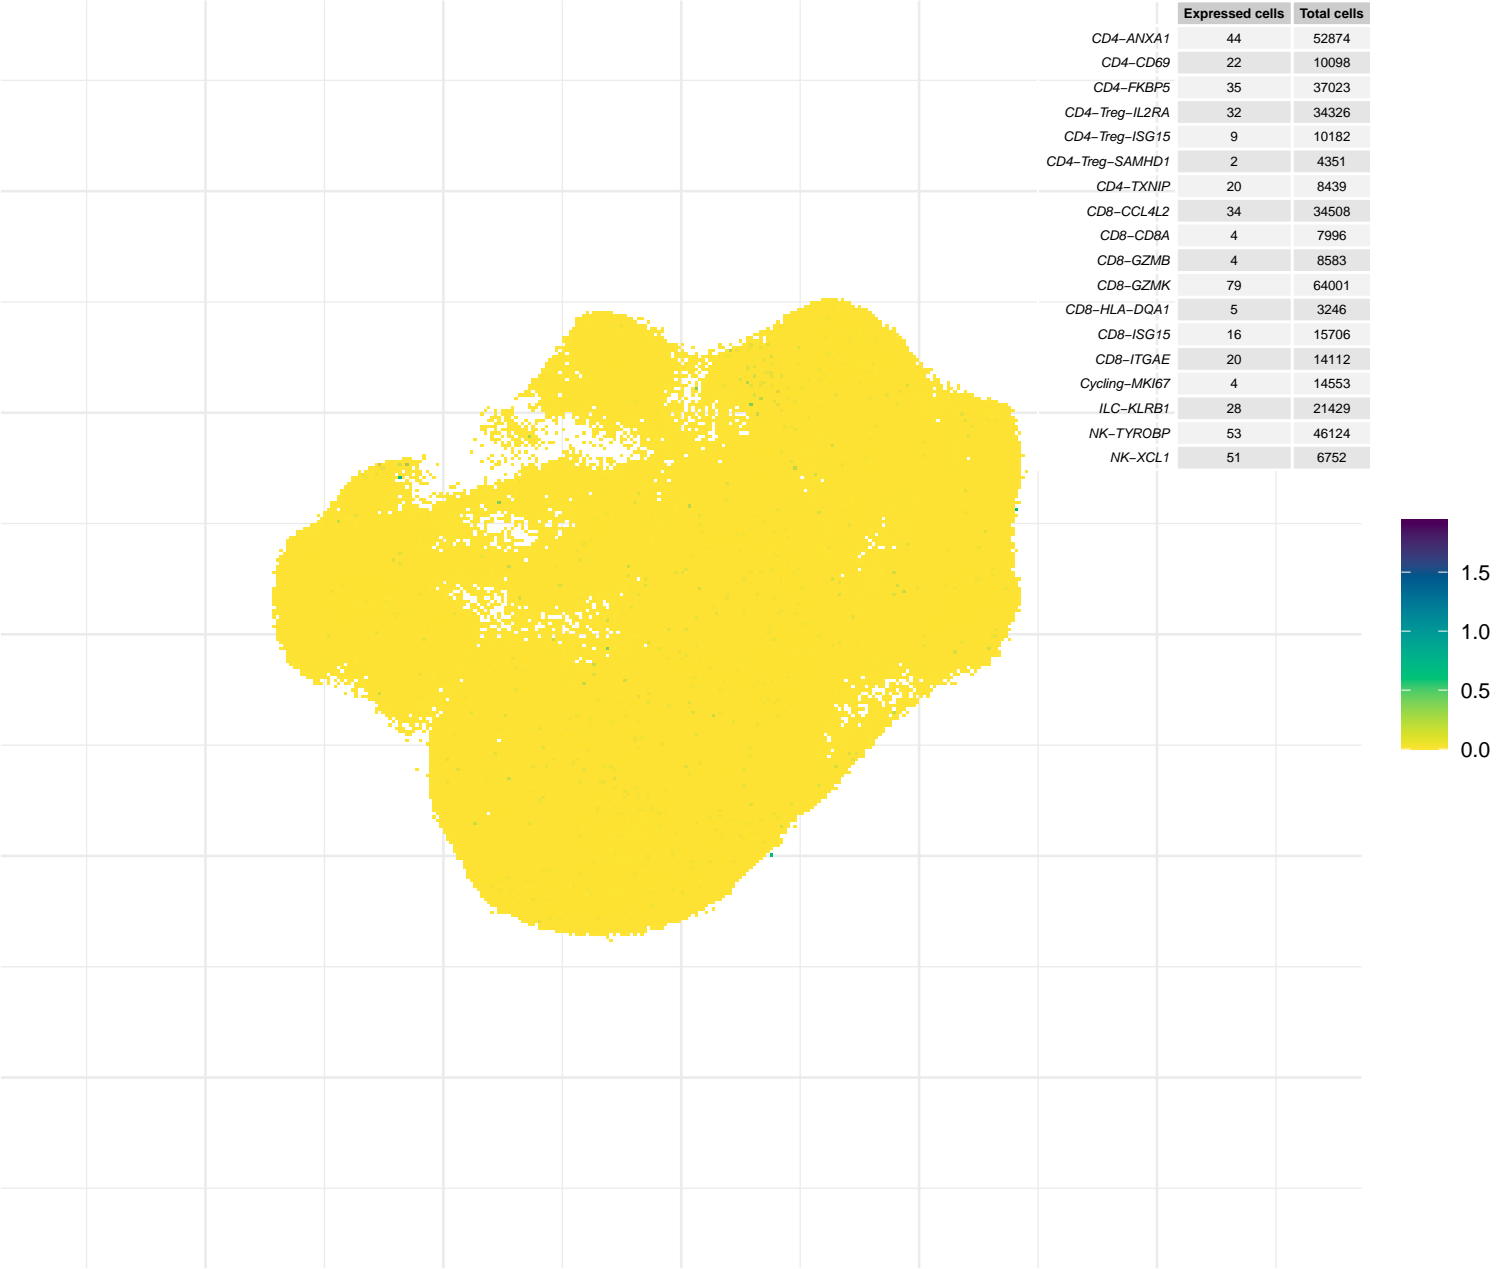 Expressed cells Total cells
CD4−ANXA1 44 52874
CD4−CD69 22 10098
CD4−FKBP5 35 37023
CD4−Treg−IL2RA 32 34326
CD4−Treg−ISG15 9 10182
CD4−Treg−SAMHD1 2 4351
CD4−TXNIP 20 8439
CD8−CCL4L2 34 34508
CD8−CD8A 4 7996
CD8−GZMB 4 8583
CD8−GZMK 79 64001
CD8−HLA−DQA1 5 3246
CD8−ISG15 16 15706
CD8−ITGAE 20 14112
Cycling−MKI67 4 14553
ILC−KLRB1 28 21429
NK−TYROBP 53 46124
NK−XCL1 51 6752
1.5
1.0
0.5
0.0